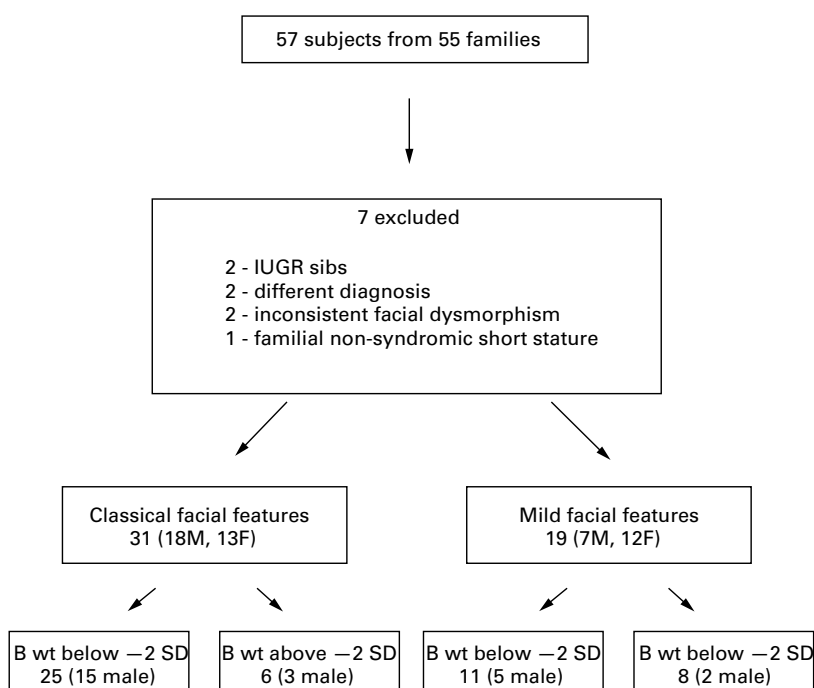 57 subjects from 55 families
7 excluded
2 - IUGR sibs
2 - different diagnosis
2 - inconsistent facial dysmorphism
1 - familial non-syndromic short stature
Classical facial features
31 (18M, 13F)
Mild facial features
19 (7M, 12F)
B wt below −2 SD
25 (15 male)
B wt above −2 SD
6 (3 male)
B wt below −2 SD
11 (5 male)
B wt below −2 SD
8 (2 male)